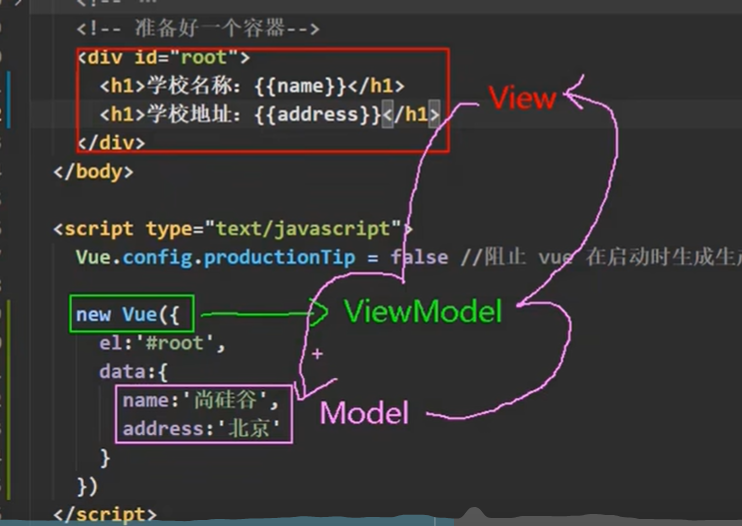 <!-- 准备好一个容器-->
<div id="root">
<h1>学校名称：{{name}}</h1>
<h1>学校地址：{{address}}</h1>
</div>
</body>
View
<script type="text/javascript">
Vue.config.productionTip = false //阻止 vue 在启动时生成生
new Vue({
ViewModel
el:'#root',
data:{
name:'尚硅谷',
address:'北京'
Model
}
})
</script>